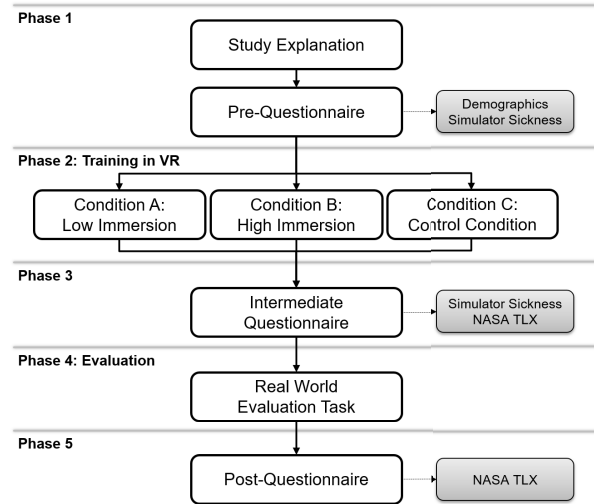 Phase 1
Study Explanation
Pre-Questionnaire
Demographics
Simulator Sickness
Phase 2: Training in VR
Condition A:
Low Immersion
Condition B:
High Immersion
Condition C:
Control Condition
Phase 3
Intermediate
Questionnaire
Simulator Sickness
NASA TLX
Phase 4: Evaluation
Real World
Evaluation Task
Phase 5
Post-Questionnaire
NASA TLX